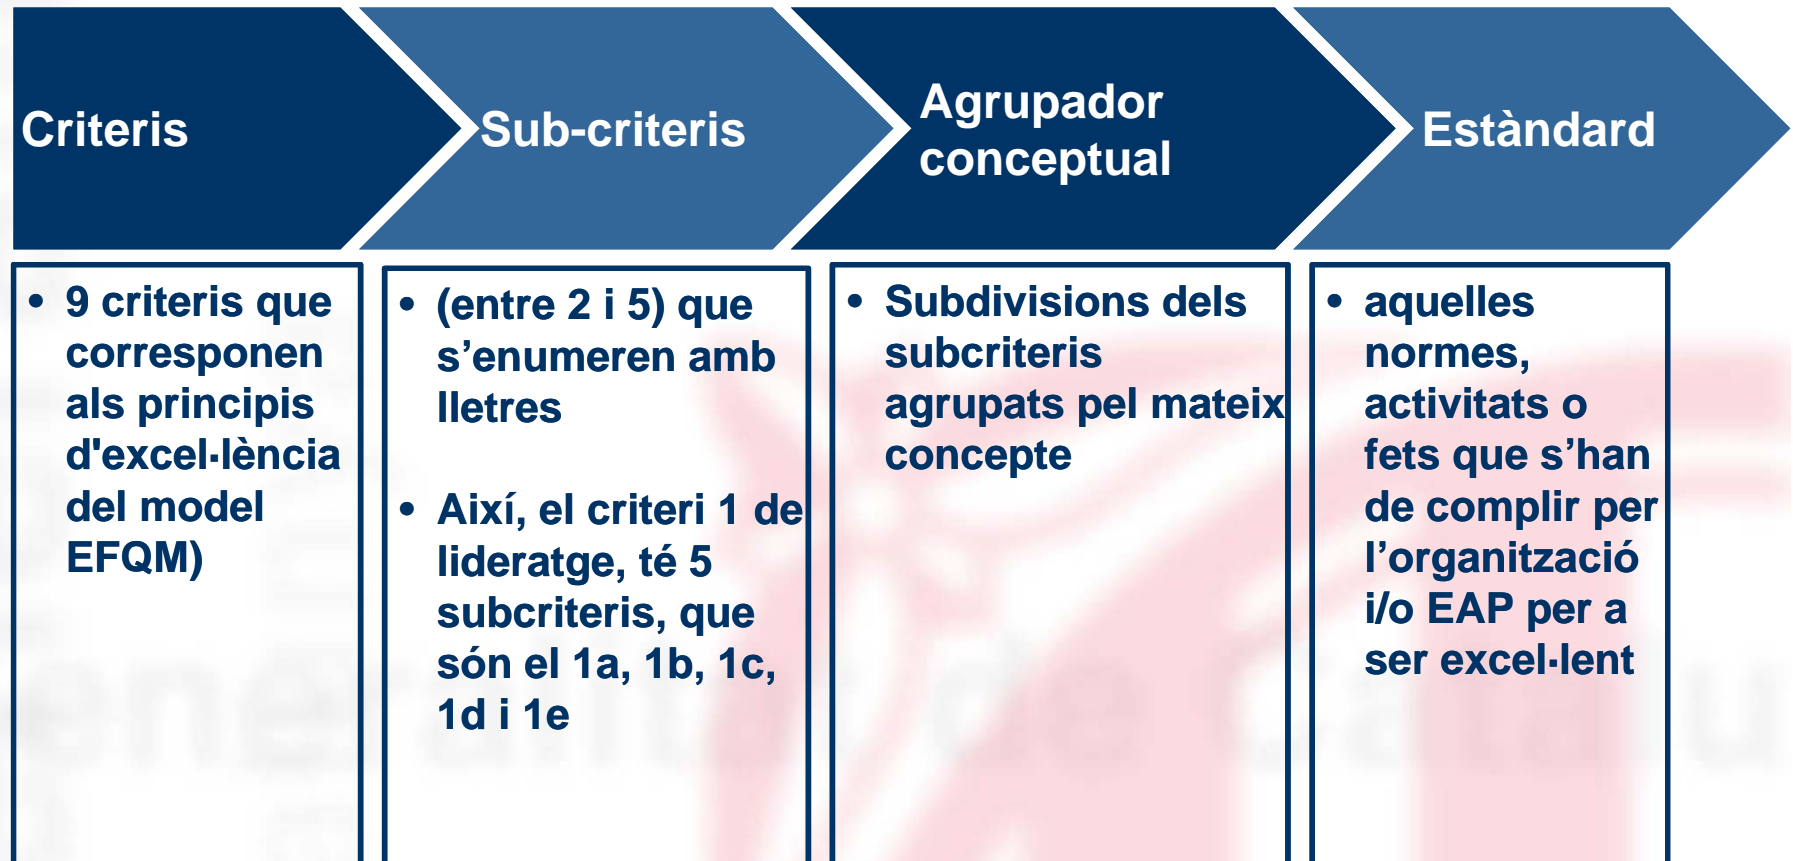 Criteris
Sub-criteris
Agrupador
conceptual
Estàndard
• 9 criteris que
corresponen
als principis
d'excel·lència
del model
EFQM)
• (entre 2 i 5) que
s’enumeren amb
lletres
• Així, el criteri 1 de
lideratge, té 5
subcriteris, que
són el 1a, 1b, 1c,
1d i 1e
• Subdivisions dels
subcriteris
agrupats pel mateix
concepte
• aquelles
normes,
activitats o
fets que s’han
de complir per
l’organització
i/o EAP per a
ser excel·lent